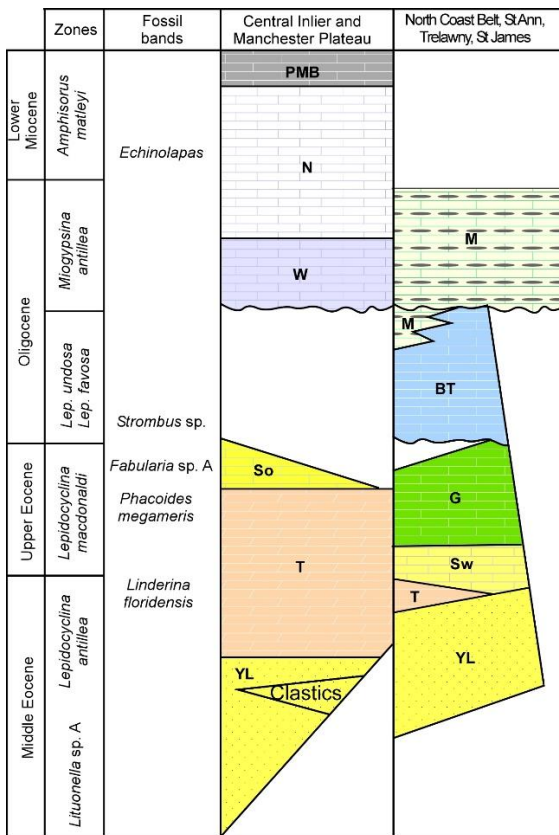 Zones
Fossil
bands
Central Inlier and
Manchester Plateau
North Coast Belt, St Ann,
Trelawny, St James
Lower
Miocene
Amphisorus
matleyi
Echinolapas
PMB
N
Oligocene
Miogypsina
antillea
W
M
Lep. undosa
Lep. favosa
Strombus sp.
M
BT
Upper Eocene
Lepidocyclina
macdonaldi
Fabularia sp. A
Phacoides
megameris
So
G
T
Sw
Middle Eocene
Lepidocyclina
antillea
Linderina
floridensis
T
YL
Clastics
YL
Lituonella sp. A